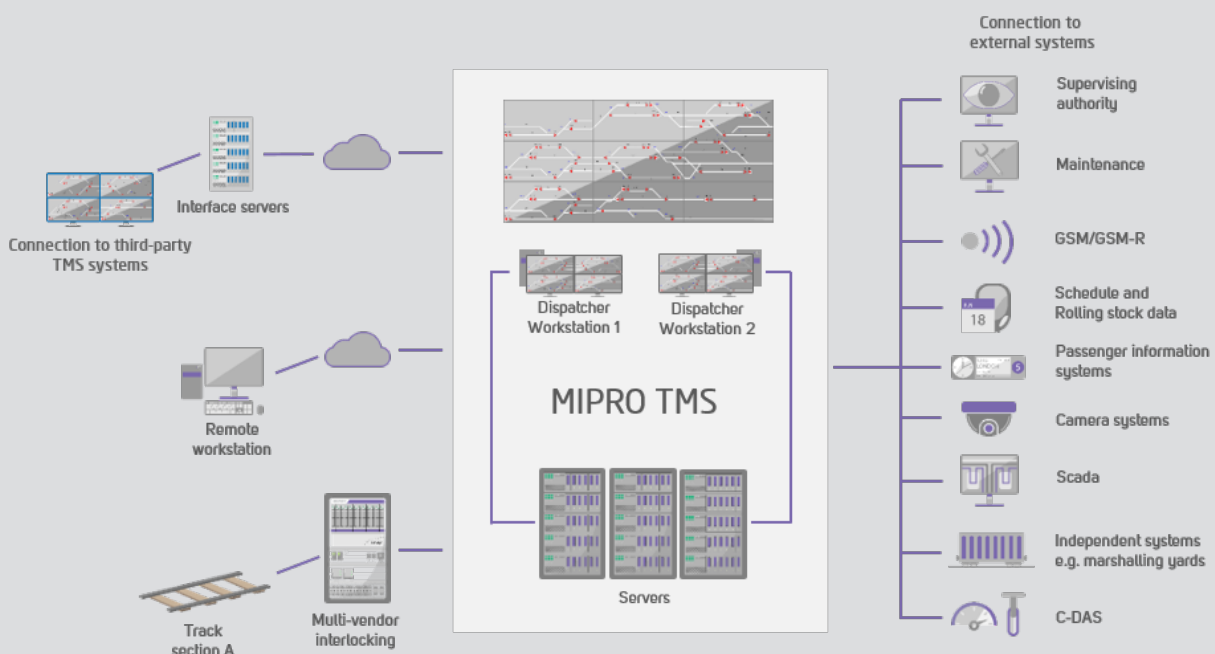 Connection to
external systems
Supervising
authority
Maintenance
GSM/GSM-R
Schedule and
Rolling stock data
18
Passenger information
systems
LONDON
5
Camera systems
Scada
Independent systems
e.g. marshalling yards
C-DAS
Interface servers
Connection to third-party
TMS systems
Remote
workstation
Multi-vendor
interlocking
Track
section A
Dispatcher
Workstation 1
Dispatcher
Workstation 2
MIPRO TMS
Servers